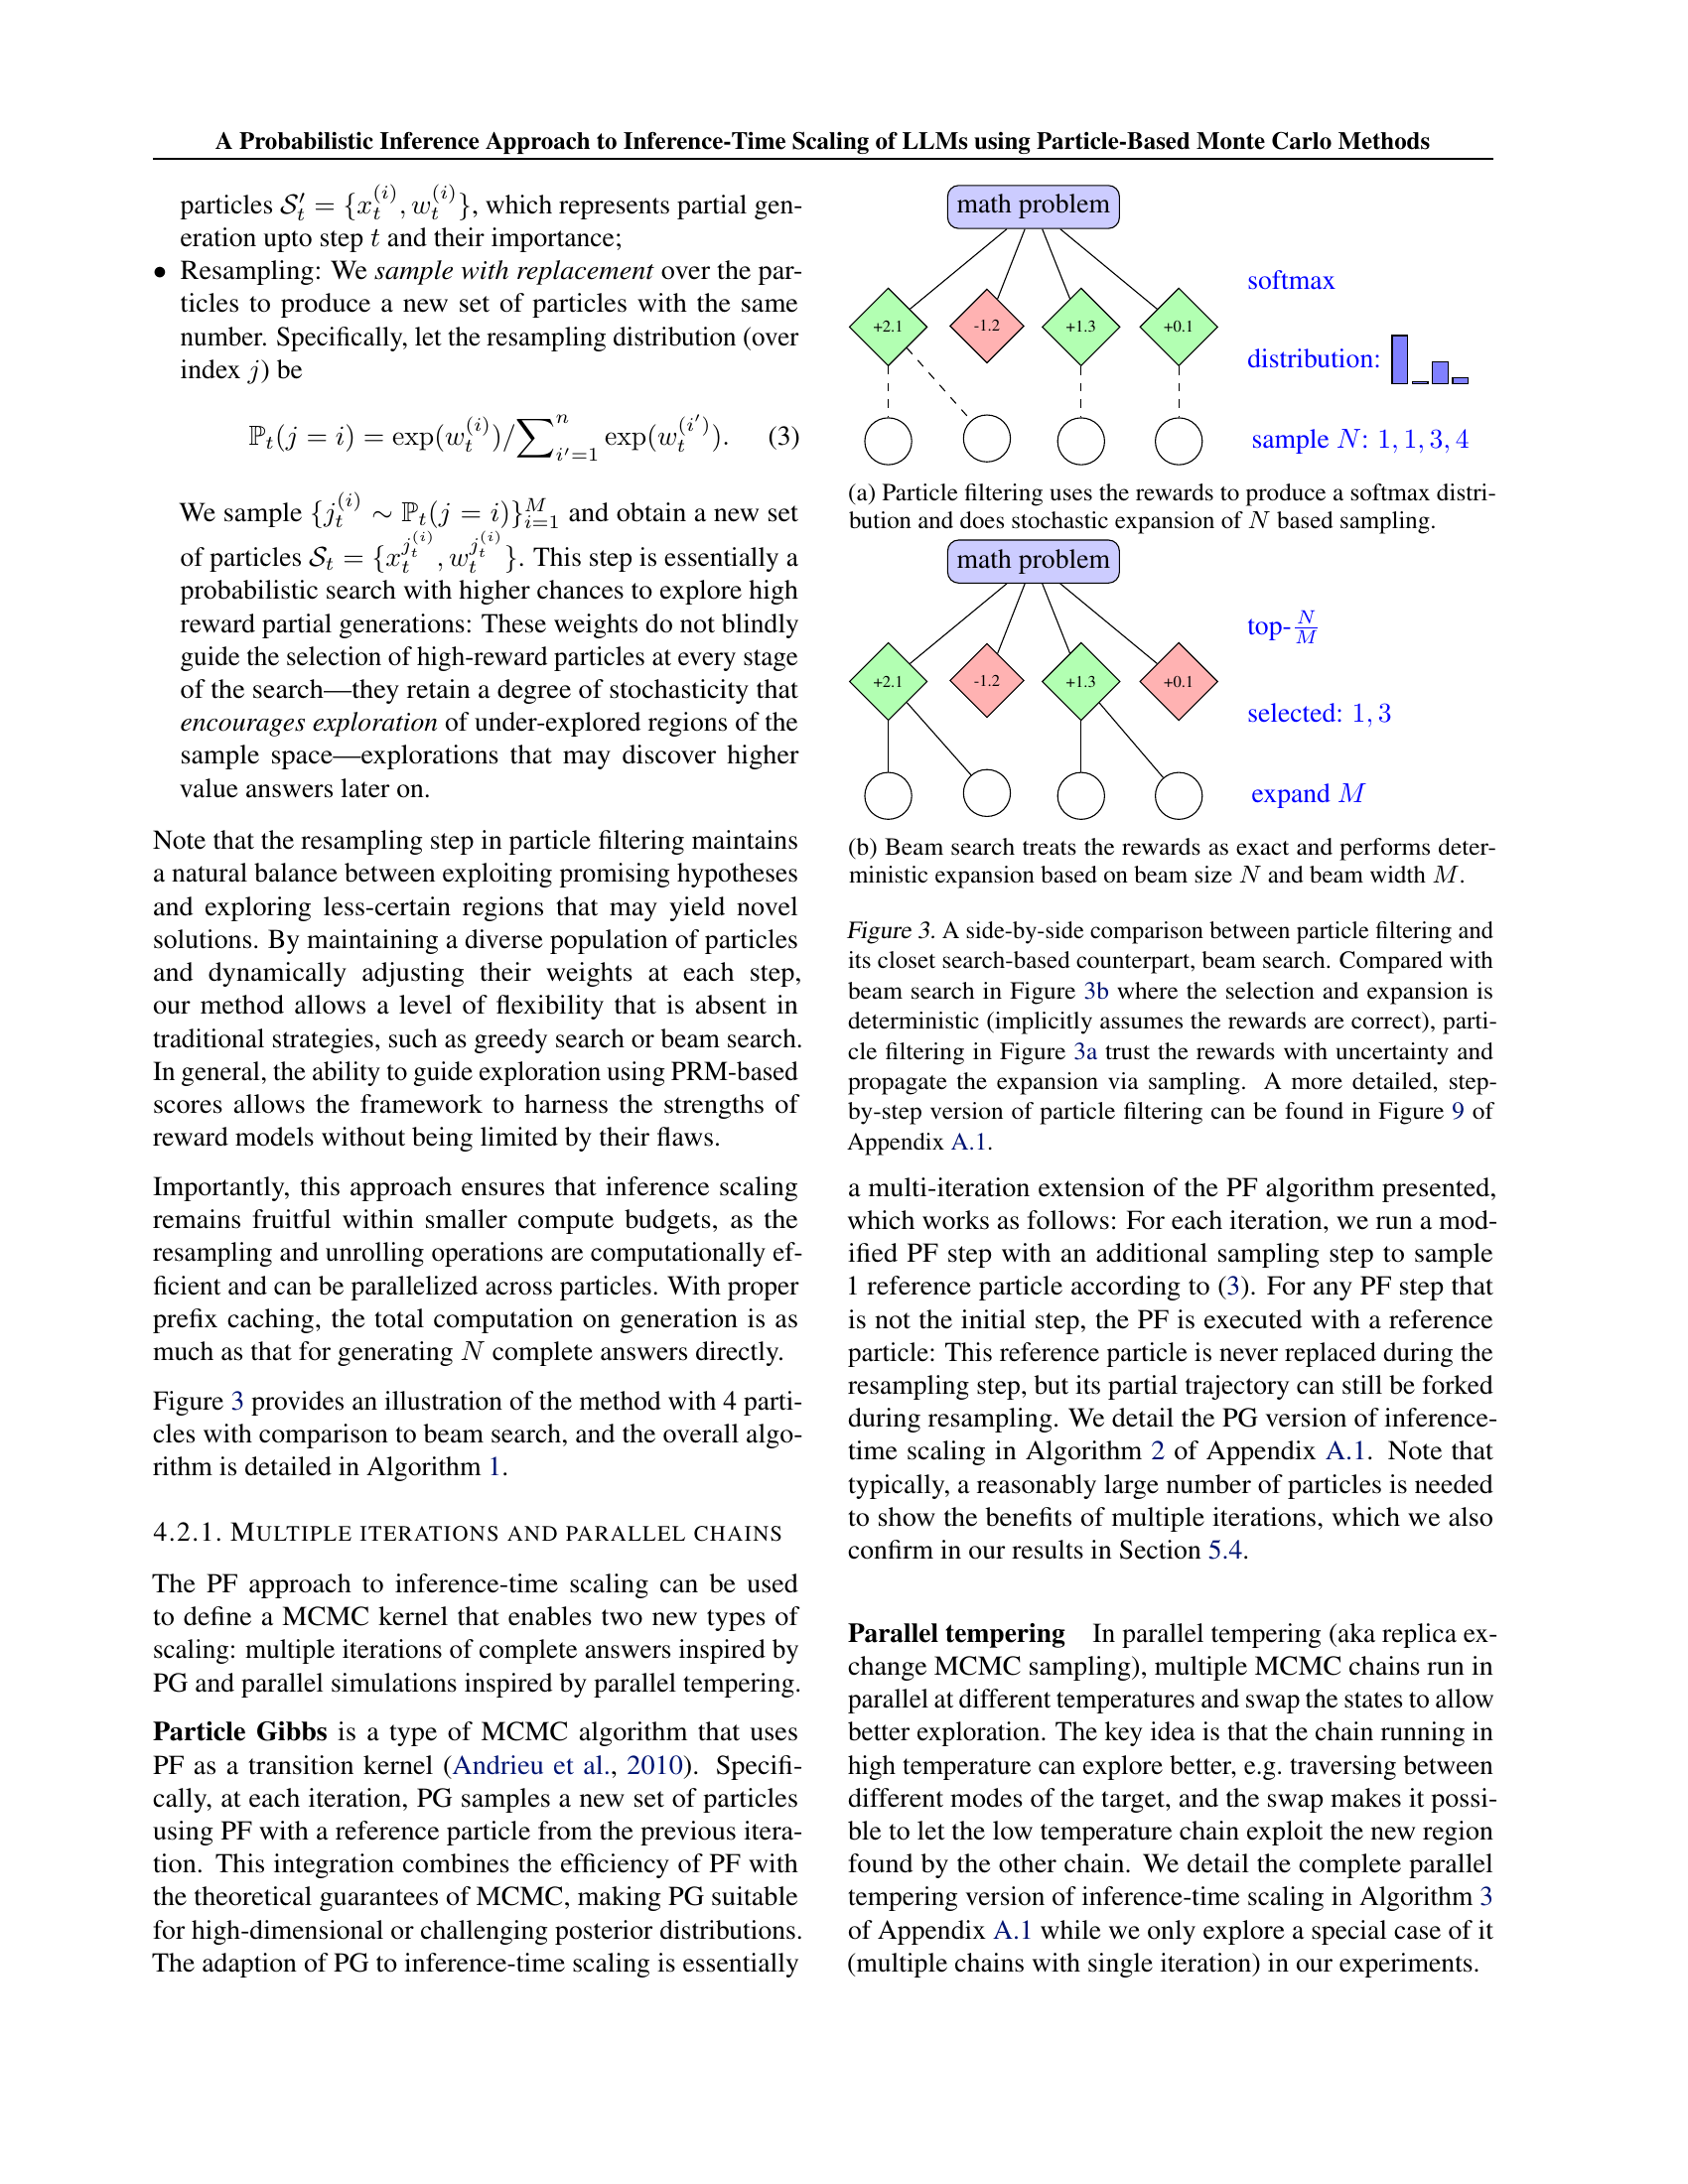 A Probabilistic Inference Approach to Inference-Time Scaling of LLMs using Particle-Based Monte Carlo Methods
particles S′_t = {x_t^(i), w_t^(i)}, which represents partial gen-
eration upto step t and their importance;
• Resampling: We sample with replacement over the par-
ticles to produce a new set of particles with the same
number. Specifically, let the resampling distribution (over
index j) be
ℙ_t(j = i) = exp(w_t^(i))/∑_{i′=1}^n exp(w_t^(i′)). (3)
We sample {j_t^(i) ∼ ℙ_t(j = i)}_{i=1}^M and obtain a new set
of particles S_t = {x_t^{j_t^(i)}, w_t^{j_t^(i)}}. This step is essentially a
probabilistic search with higher chances to explore high
reward partial generations: These weights do not blindly
guide the selection of high-reward particles at every stage
of the search—they retain a degree of stochasticity that
encourages exploration of under-explored regions of the
sample space—explorations that may discover higher
value answers later on.
Note that the resampling step in particle filtering maintains
a natural balance between exploiting promising hypotheses
and exploring less-certain regions that may yield novel
solutions. By maintaining a diverse population of particles
and dynamically adjusting their weights at each step,
our method allows a level of flexibility that is absent in
traditional strategies, such as greedy search or beam search.
In general, the ability to guide exploration using PRM-based
scores allows the framework to harness the strengths of
reward models without being limited by their flaws.
Importantly, this approach ensures that inference scaling
remains fruitful within smaller compute budgets, as the
resampling and unrolling operations are computationally ef-
ficient and can be parallelized across particles. With proper
prefix caching, the total computation on generation is as
much as that for generating N complete answers directly.
Figure 3 provides an illustration of the method with 4 parti-
cles with comparison to beam search, and the overall algo-
rithm is detailed in Algorithm 1.
4.2.1. MULTIPLE ITERATIONS AND PARALLEL CHAINS
The PF approach to inference-time scaling can be used
to define a MCMC kernel that enables two new types of
scaling: multiple iterations of complete answers inspired by
PG and parallel simulations inspired by parallel tempering.
Particle Gibbs is a type of MCMC algorithm that uses
PF as a transition kernel (Andrieu et al., 2010). Specifi-
cally, at each iteration, PG samples a new set of particles
using PF with a reference particle from the previous itera-
tion. This integration combines the efficiency of PF with
the theoretical guarantees of MCMC, making PG suitable
for high-dimensional or challenging posterior distributions.
The adaption of PG to inference-time scaling is essentially
math problem
softmax
+2.1 -1.2 +1.3 +0.1
distribution:
sample N: 1, 1, 3, 4
(a) Particle filtering uses the rewards to produce a softmax distri-
bution and does stochastic expansion of N based sampling.
math problem
top-N/M
+2.1 -1.2 +1.3 +0.1
selected: 1, 3
expand M
(b) Beam search treats the rewards as exact and performs deter-
ministic expansion based on beam size N and beam width M.
Figure 3. A side-by-side comparison between particle filtering and
its closet search-based counterpart, beam search. Compared with
beam search in Figure 3b where the selection and expansion is
deterministic (implicitly assumes the rewards are correct), parti-
cle filtering in Figure 3a trust the rewards with uncertainty and
propagate the expansion via sampling. A more detailed, step-
by-step version of particle filtering can be found in Figure 9 of
Appendix A.1.
a multi-iteration extension of the PF algorithm presented,
which works as follows: For each iteration, we run a mod-
ified PF step with an additional sampling step to sample
1 reference particle according to (3). For any PF step that
is not the initial step, the PF is executed with a reference
particle: This reference particle is never replaced during the
resampling step, but its partial trajectory can still be forked
during resampling. We detail the PG version of inference-
time scaling in Algorithm 2 of Appendix A.1. Note that
typically, a reasonably large number of particles is needed
to show the benefits of multiple iterations, which we also
confirm in our results in Section 5.4.
Parallel tempering In parallel tempering (aka replica ex-
change MCMC sampling), multiple MCMC chains run in
parallel at different temperatures and swap the states to allow
better exploration. The key idea is that the chain running in
high temperature can explore better, e.g. traversing between
different modes of the target, and the swap makes it possi-
ble to let the low temperature chain exploit the new region
found by the other chain. We detail the complete parallel
tempering version of inference-time scaling in Algorithm 3
of Appendix A.1 while we only explore a special case of it
(multiple chains with single iteration) in our experiments.